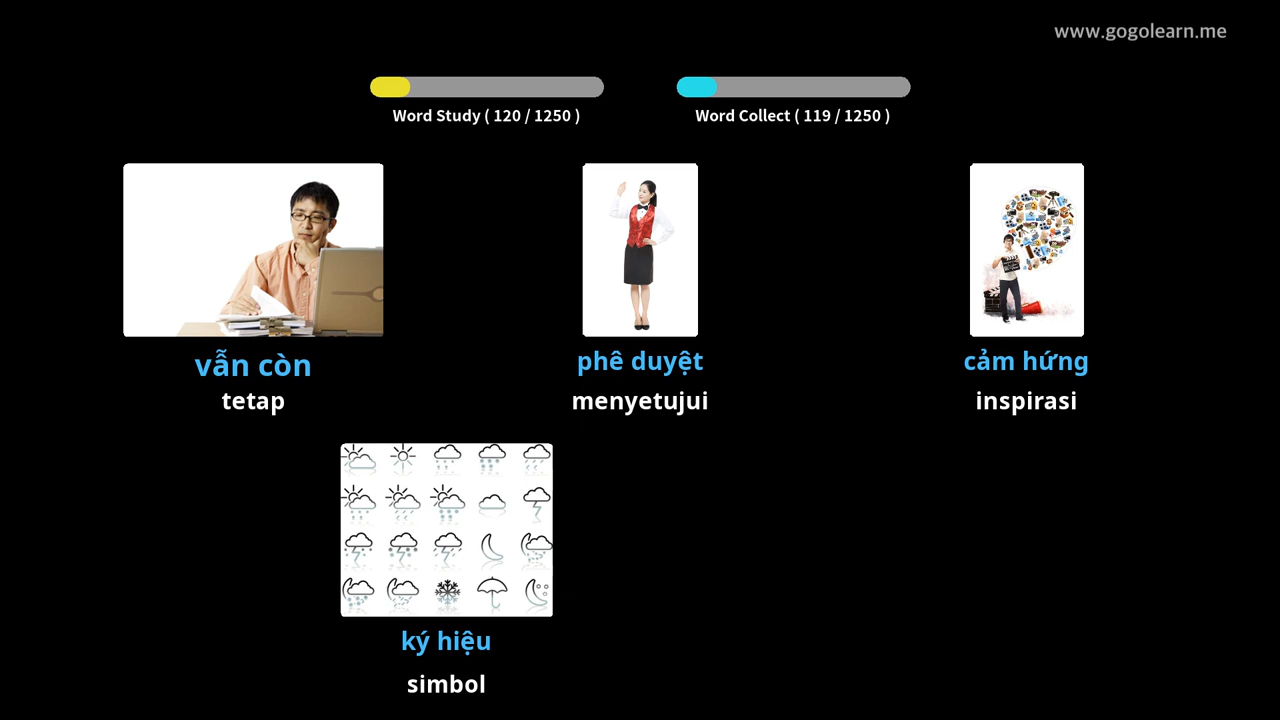 www.gogolearn.me
Word Study ( 120 / 1250 )
Word Collect ( 119 / 1250 )
vẫn còn
tetap
phê duyệt
menyetujui
cảm hứng
inspirasi
ký hiệu
simbol